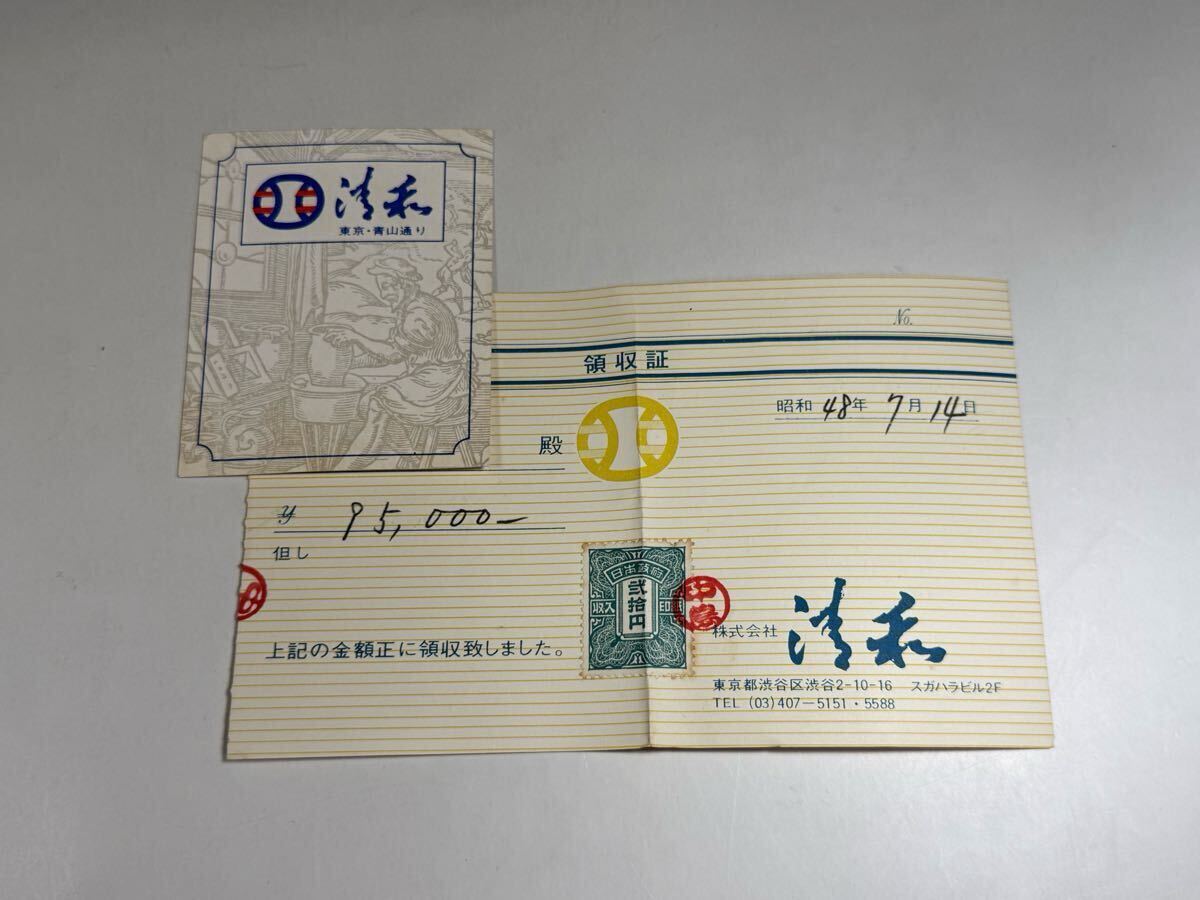 清和
東京・青山通り
No.
領収証
昭和 48年 7月 14日
殿
¥ 95,000-
但し
日本政府
収入印紙
弐拾円
中島
上記の金額正に領収致しました。
株式会社 清和
東京都渋谷区渋谷2-10-16 スガハラビル2F
TEL (03)407-5151・5588